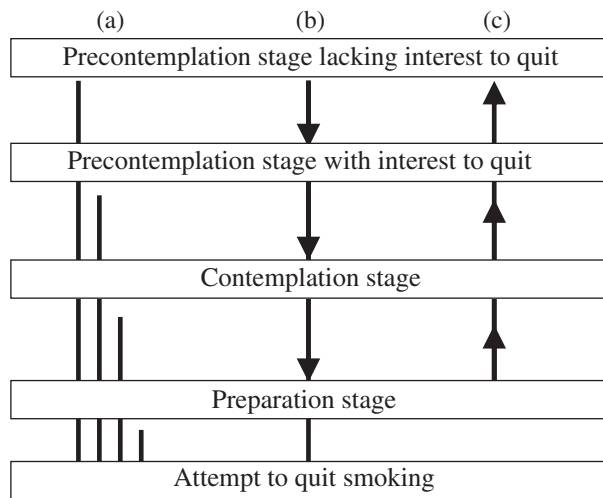 (a) (b) (c)
Precontemplation stage lacking interest to quit
Precontemplation stage with interest to quit
Contemplation stage
Preparation stage
Attempt to quit smoking